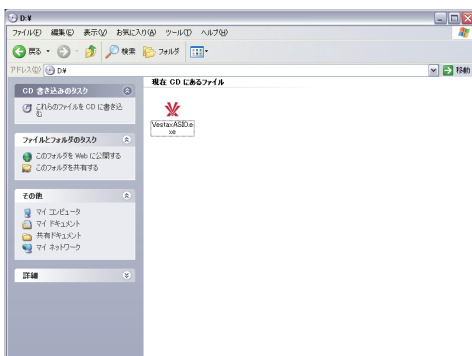 D:¥
ファイル(F) 編集(E) 表示(V) お気に入り(A) ツール(T) ヘルプ(H)
戻る 検索 フォルダ
アドレス(D) D:¥ 移動
CD 書き込みのタスク
これらのファイルを CD に書き込
む
ファイルとフォルダのタスク
このフォルダを Web に公開する
このフォルダを共有する
その他
マイ コンピュータ
マイ ドキュメント
共有ドキュメント
マイ ネットワーク
詳細
現在 CD にあるファイル
VestaxASIO.e
xe